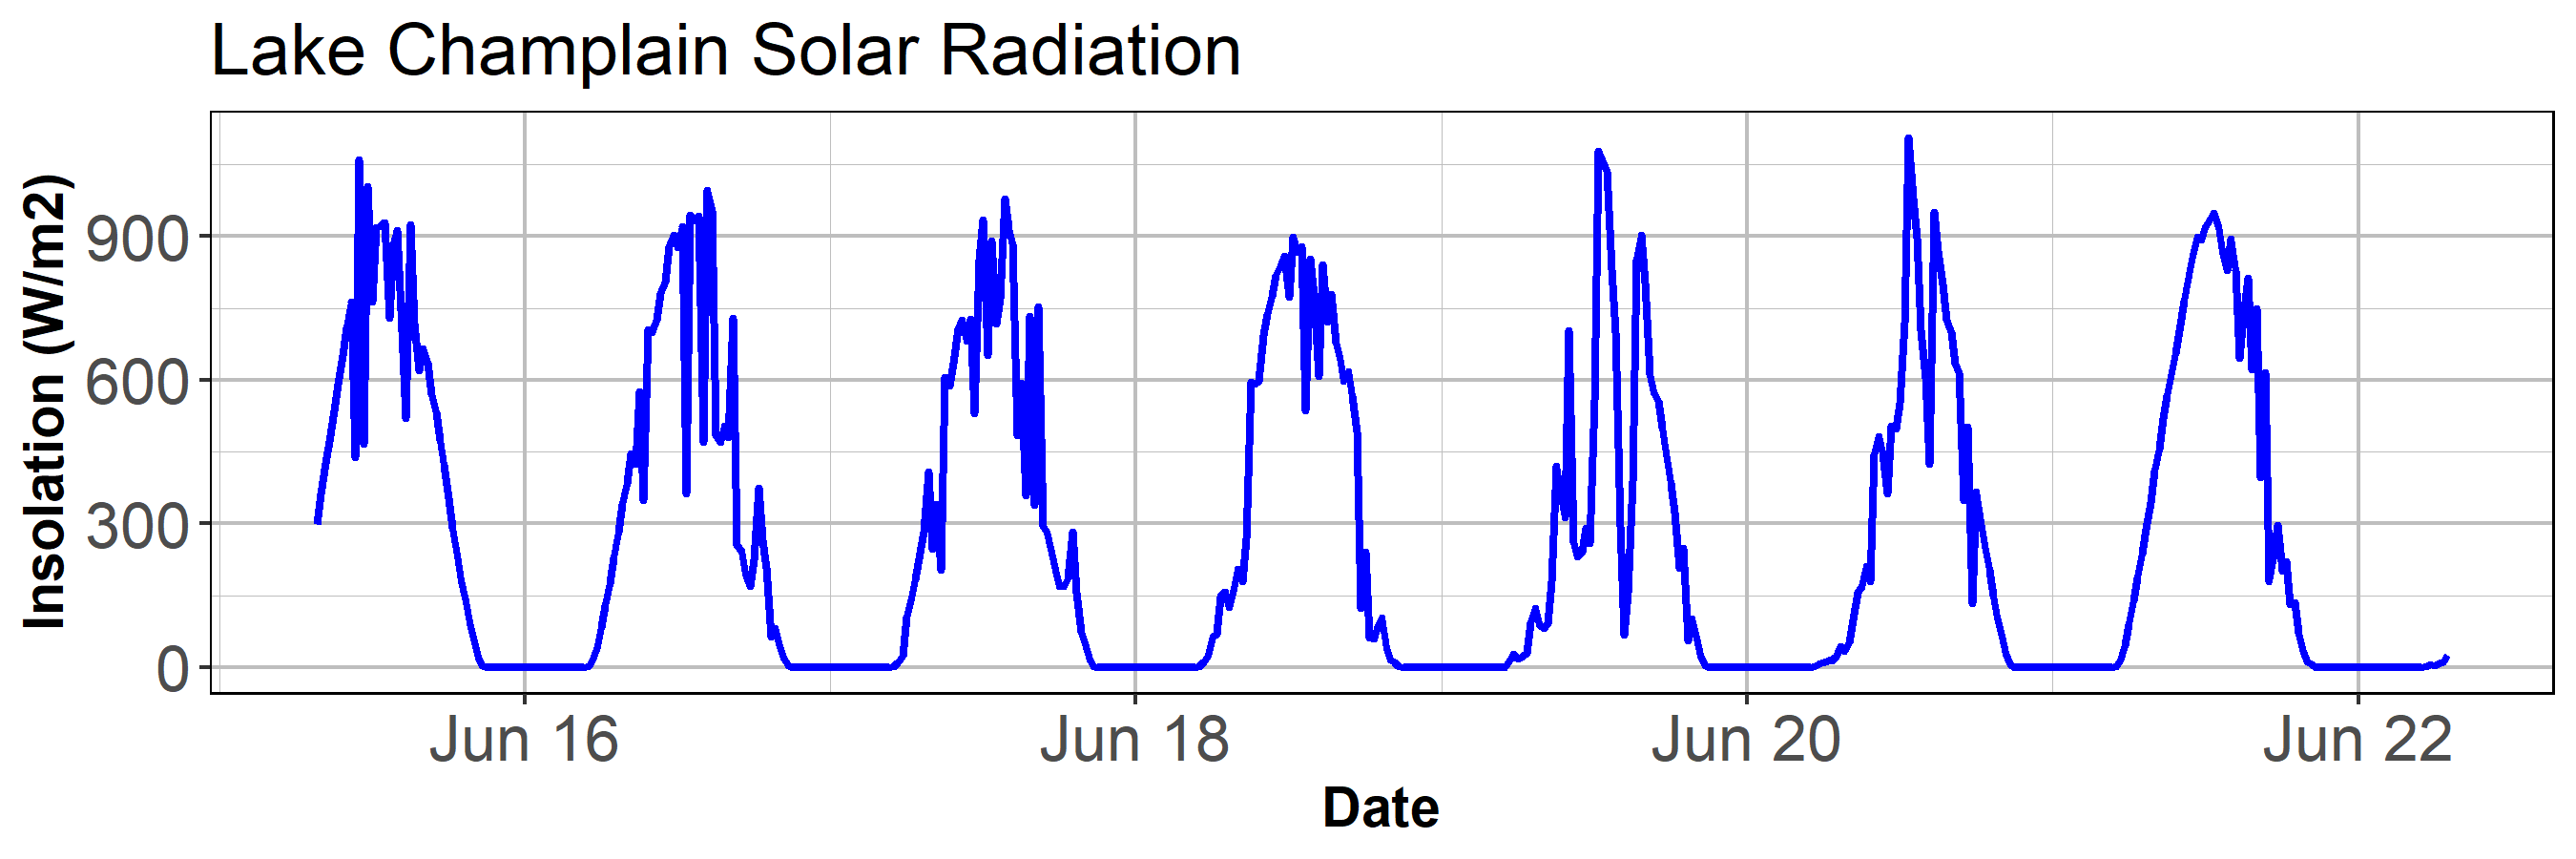 Lake Champlain Solar Radiation
Insolation (W/m2)
900
600
300
0
Jun 16 Jun 18 Jun 20 Jun 22
Date